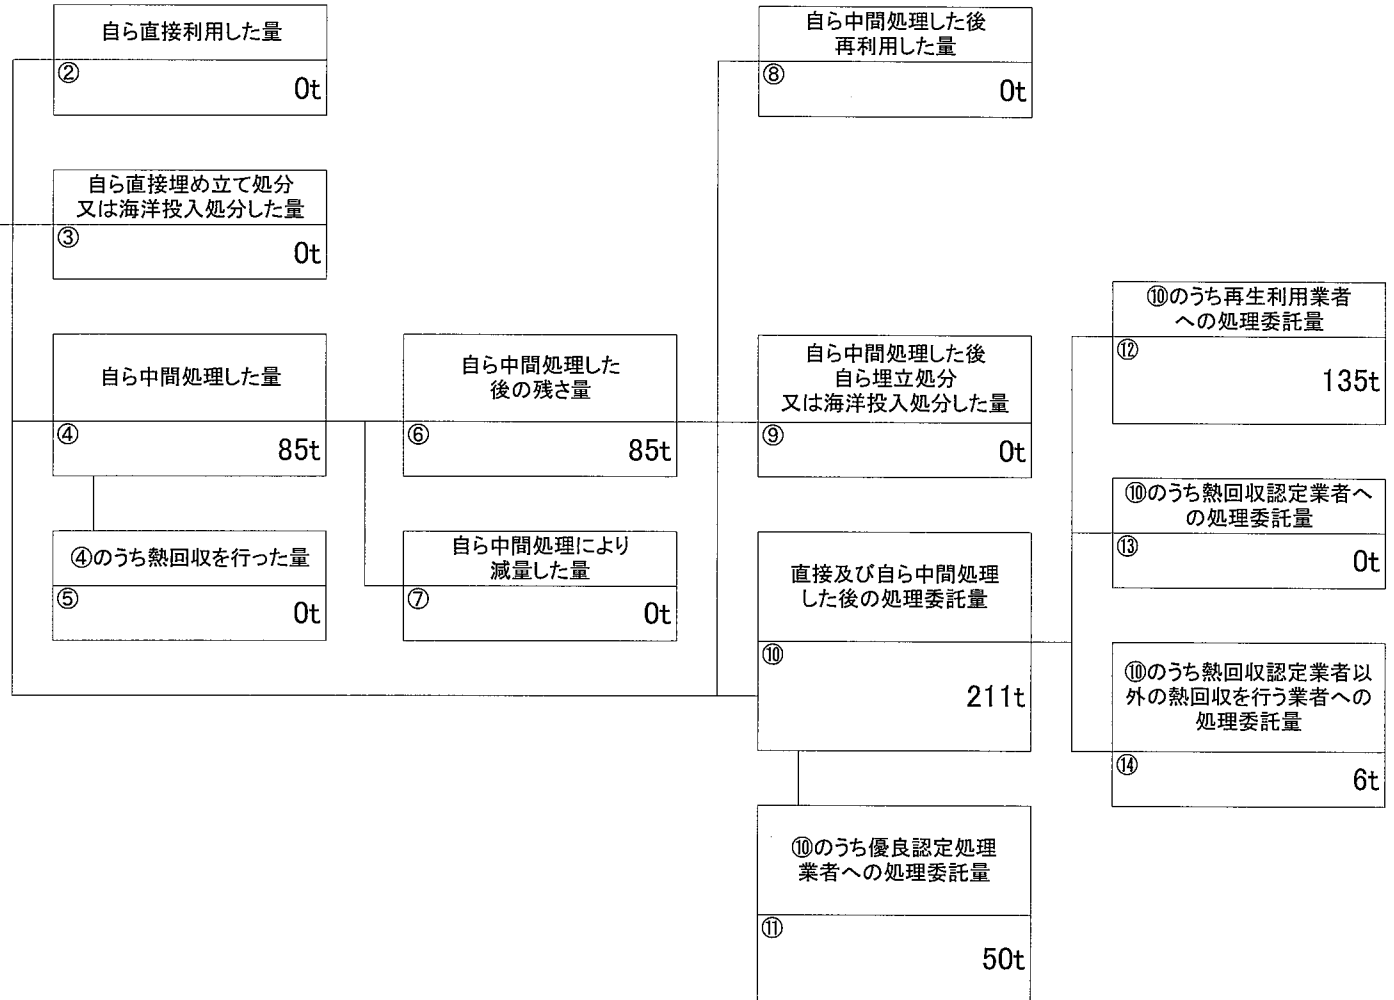 自ら直接利用した量
②
0t
自ら直接埋め立て処分
又は海洋投入処分した量
③
0t
自ら中間処理した量
④
85t
④のうち熱回収を行った量
⑤
0t
自ら中間処理した
後の残さ量
⑥
85t
自ら中間処理により
減量した量
⑦
0t
自ら中間処理した後
再利用した量
⑧
0t
自ら中間処理した後
自ら埋立処分
又は海洋投入処分した量
⑨
0t
直接及び自ら中間処理
した後の処理委託量
⑩
211t
⑩のうち優良認定処理
業者への処理委託量
⑪
50t
⑩のうち再生利用業者
への処理委託量
⑫
135t
⑩のうち熱回収認定業者へ
の処理委託量
⑬
0t
⑩のうち熱回収認定業者以
外の熱回収を行う業者への
処理委託量
⑭
6t